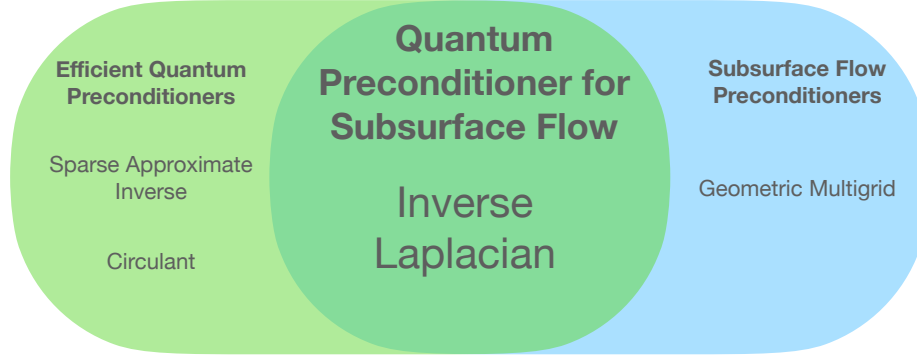 Efficient Quantum
Preconditioners
Sparse Approximate
Inverse
Circulant
Quantum
Preconditioner for
Subsurface Flow
Inverse
Laplacian
Subsurface Flow
Preconditioners
Geometric Multigrid